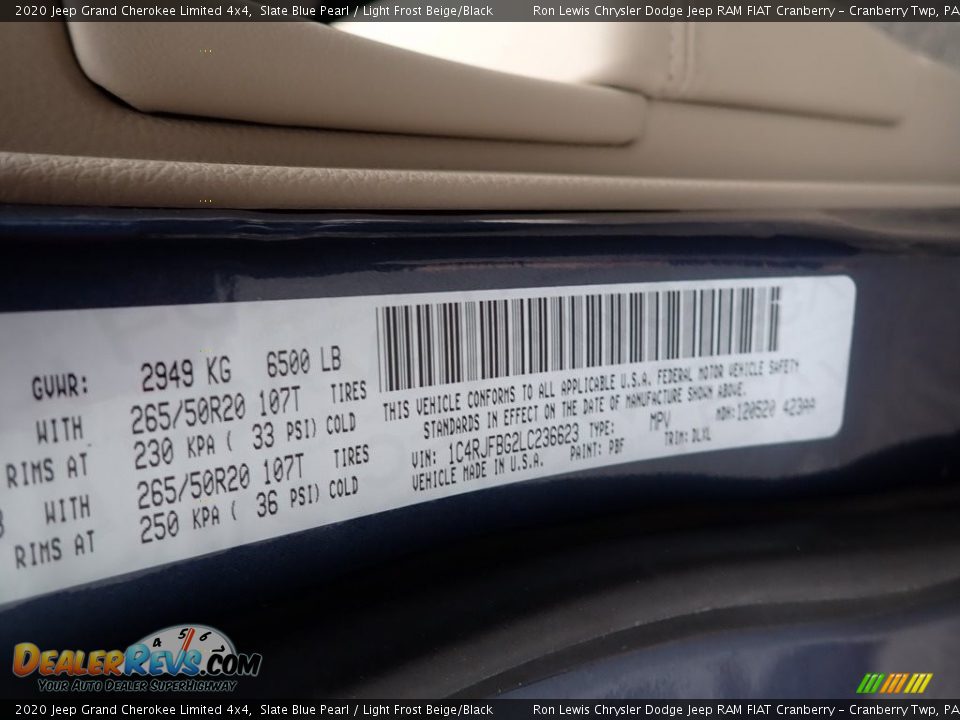 2020 Jeep Grand Cherokee Limited 4x4, Slate Blue Pearl / Light Frost Beige/Black Ron Lewis Chrysler Dodge Jeep RAM FIAT Cranberry - Cranberry Twp, PA
GVWR: 2949 KG 6500 LB
WITH 265/50R20 107T TIRES
RIMS AT 230 KPA ( 33 PSI) COLD
WITH 265/50R20 107T TIRES
RIMS AT 250 KPA ( 36 PSI) COLD
THIS VEHICLE CONFORMS TO ALL APPLICABLE U.S.A. FEDERAL MOTOR VEHICLE SAFETY
STANDARDS IN EFFECT ON THE DATE OF MANUFACTURE SHOWN ABOVE.
VIN: 1C4RJFBG2LC236623 TYPE: MPV MDH:120520 423AA
VEHICLE MADE IN U.S.A. PAINT: PBF TRIM: DLXL
4 5 6
DEALERREVS.COM
YOUR AUTO DEALER SUPERHIGHWAY
2020 Jeep Grand Cherokee Limited 4x4, Slate Blue Pearl / Light Frost Beige/Black Ron Lewis Chrysler Dodge Jeep RAM FIAT Cranberry - Cranberry Twp, PA